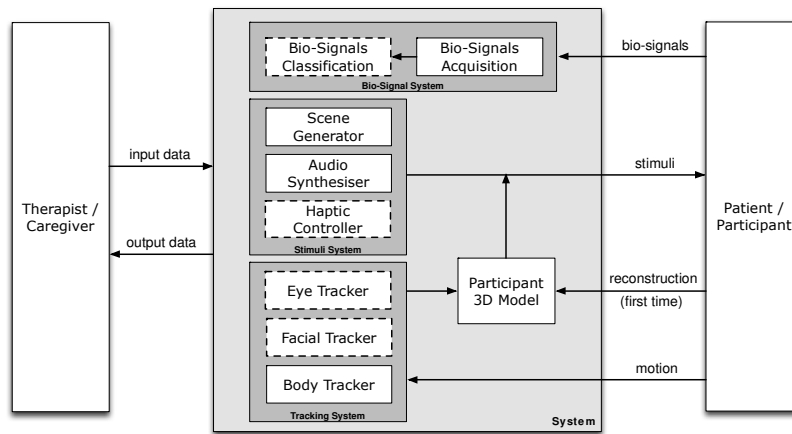 Bio-Signals
Classification
Bio-Signals
Acquisition
Bio-Signal System
bio-signals
Scene
Generator
Audio
Synthesiser
Haptic
Controller
Stimuli System
input data
output data
stimuli
Therapist /
Caregiver
Patient /
Participant
Eye Tracker
Facial Tracker
Body Tracker
Tracking System
Participant
3D Model
reconstruction
(first time)
motion
System